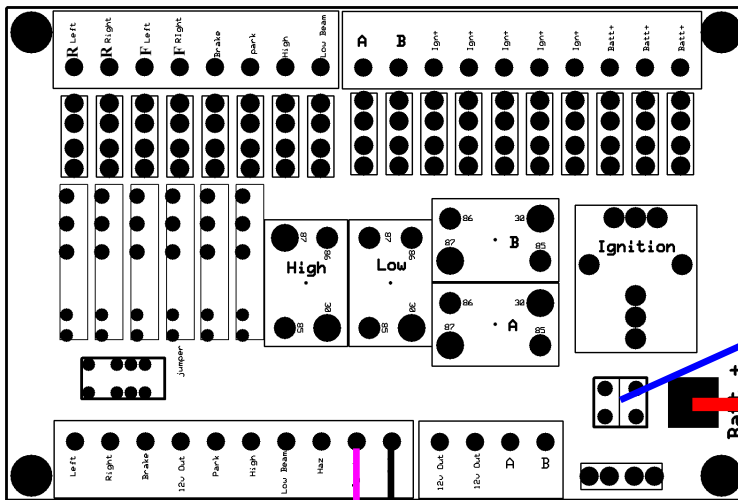 R Left
R Right
F Left
F RIght
Brake
park
High
Low Beam
A
B
Ign+
Ign+
Ign+
Ign+
Ign+
Batt+
Batt+
Batt+
87
86
High
85
30
87
86
Low
85
30
86
30
B
87
85
86
30
A
87
85
Ignition
jumper
Batt +
Left
Right
Brake
12v Out
Park
High
Low Beam
Haz
12v Out
12v Out
A
B